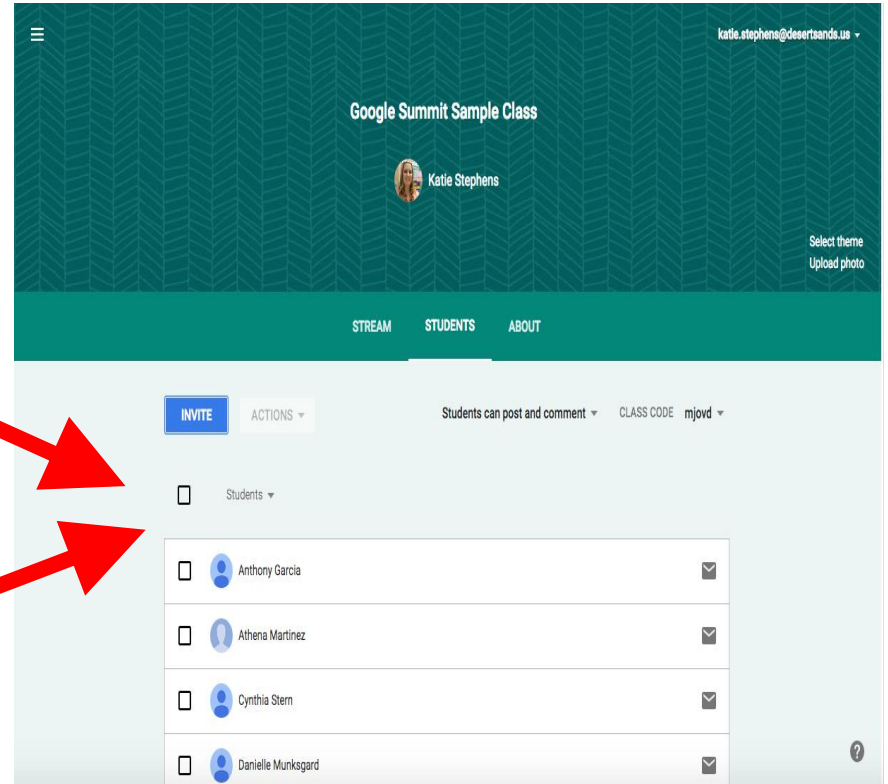 katie.stephens@desertsands.us
Google Summit Sample Class
Katie Stephens
Select theme
Upload photo
STREAM STUDENTS ABOUT
INVITE ACTIONS Students can post and comment CLASS CODE mjovd
Students
Anthony Garcia
Athena Martinez
Cynthia Stern
Danielle Munksgard
?